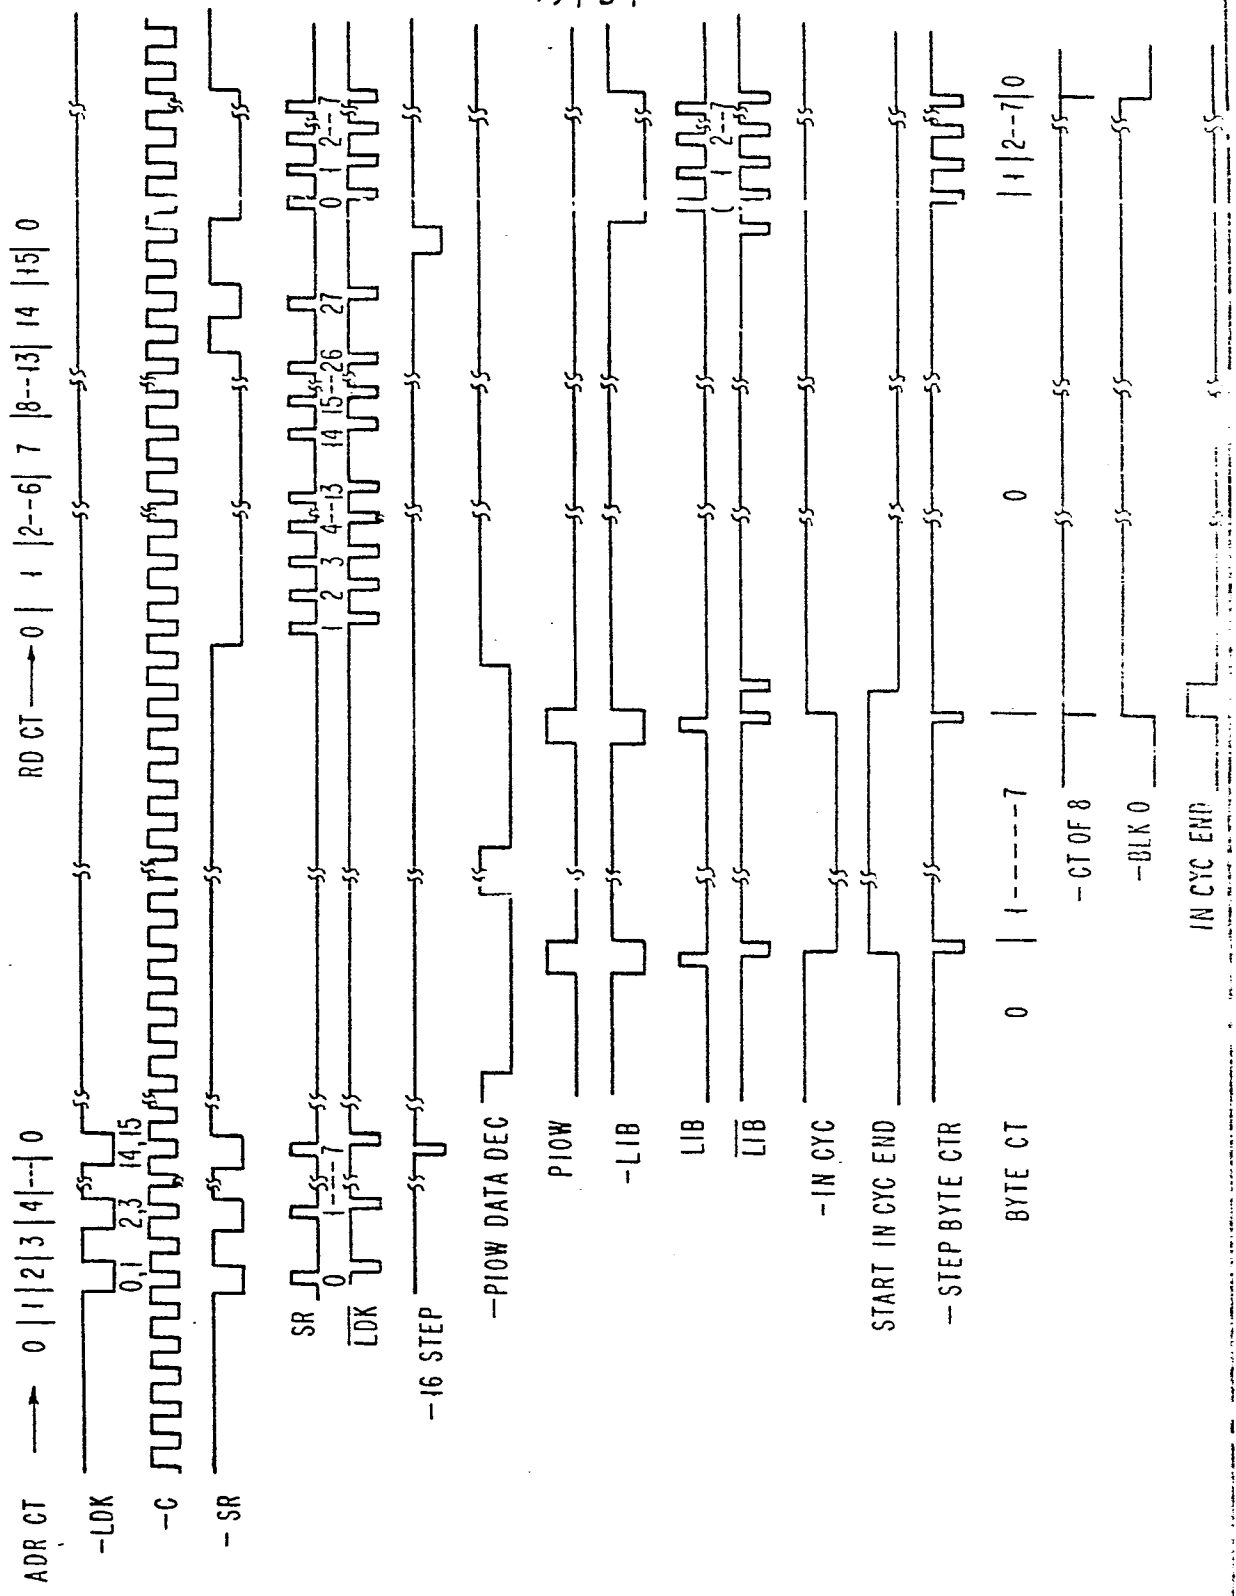 ADR CT → 0 | 1 | 2 | 3 | 4 |---| 0
RD CT → 0 | 1 | 2--6 | 7 | 8--13 | 14 | 15 | 0
-LDK
0,1 2,3 14,15
-C
-SR
SR
0 1----7 1 2 3 4--13 14 15--26 27 0 1 2--7
LDK
-16 STEP
-PIOW DATA DEC
PIOW
-LIB
LIB
1 2--7
LIB
-IN CYC
START IN CYC END
-STEP BYTE CTR
BYTE CT 0 | 1-----7 | 0 | 1 | 2--7 | 0
-CT OF 8
-BLK 0
IN CYC END